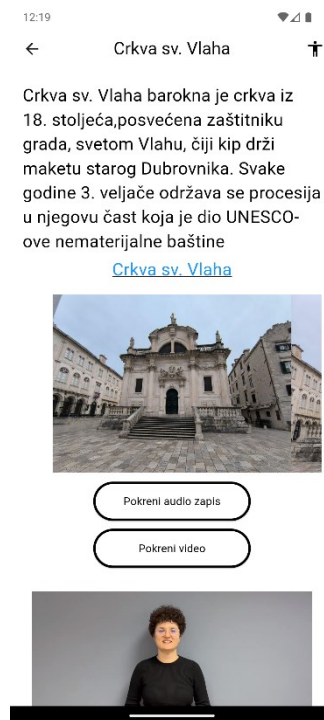 12:19
Crkva sv. Vlaha
Crkva sv. Vlaha barokna je crkva iz
18. stoljeća,posvećena zaštitniku
grada, svetom Vlahu, čiji kip drži
maketu starog Dubrovnika. Svake
godine 3. veljače održava se procesija
u njegovu čast koja je dio UNESCO-
ove nematerijalne baštine
Crkva sv. Vlaha
Pokreni audio zapis
Pokreni video